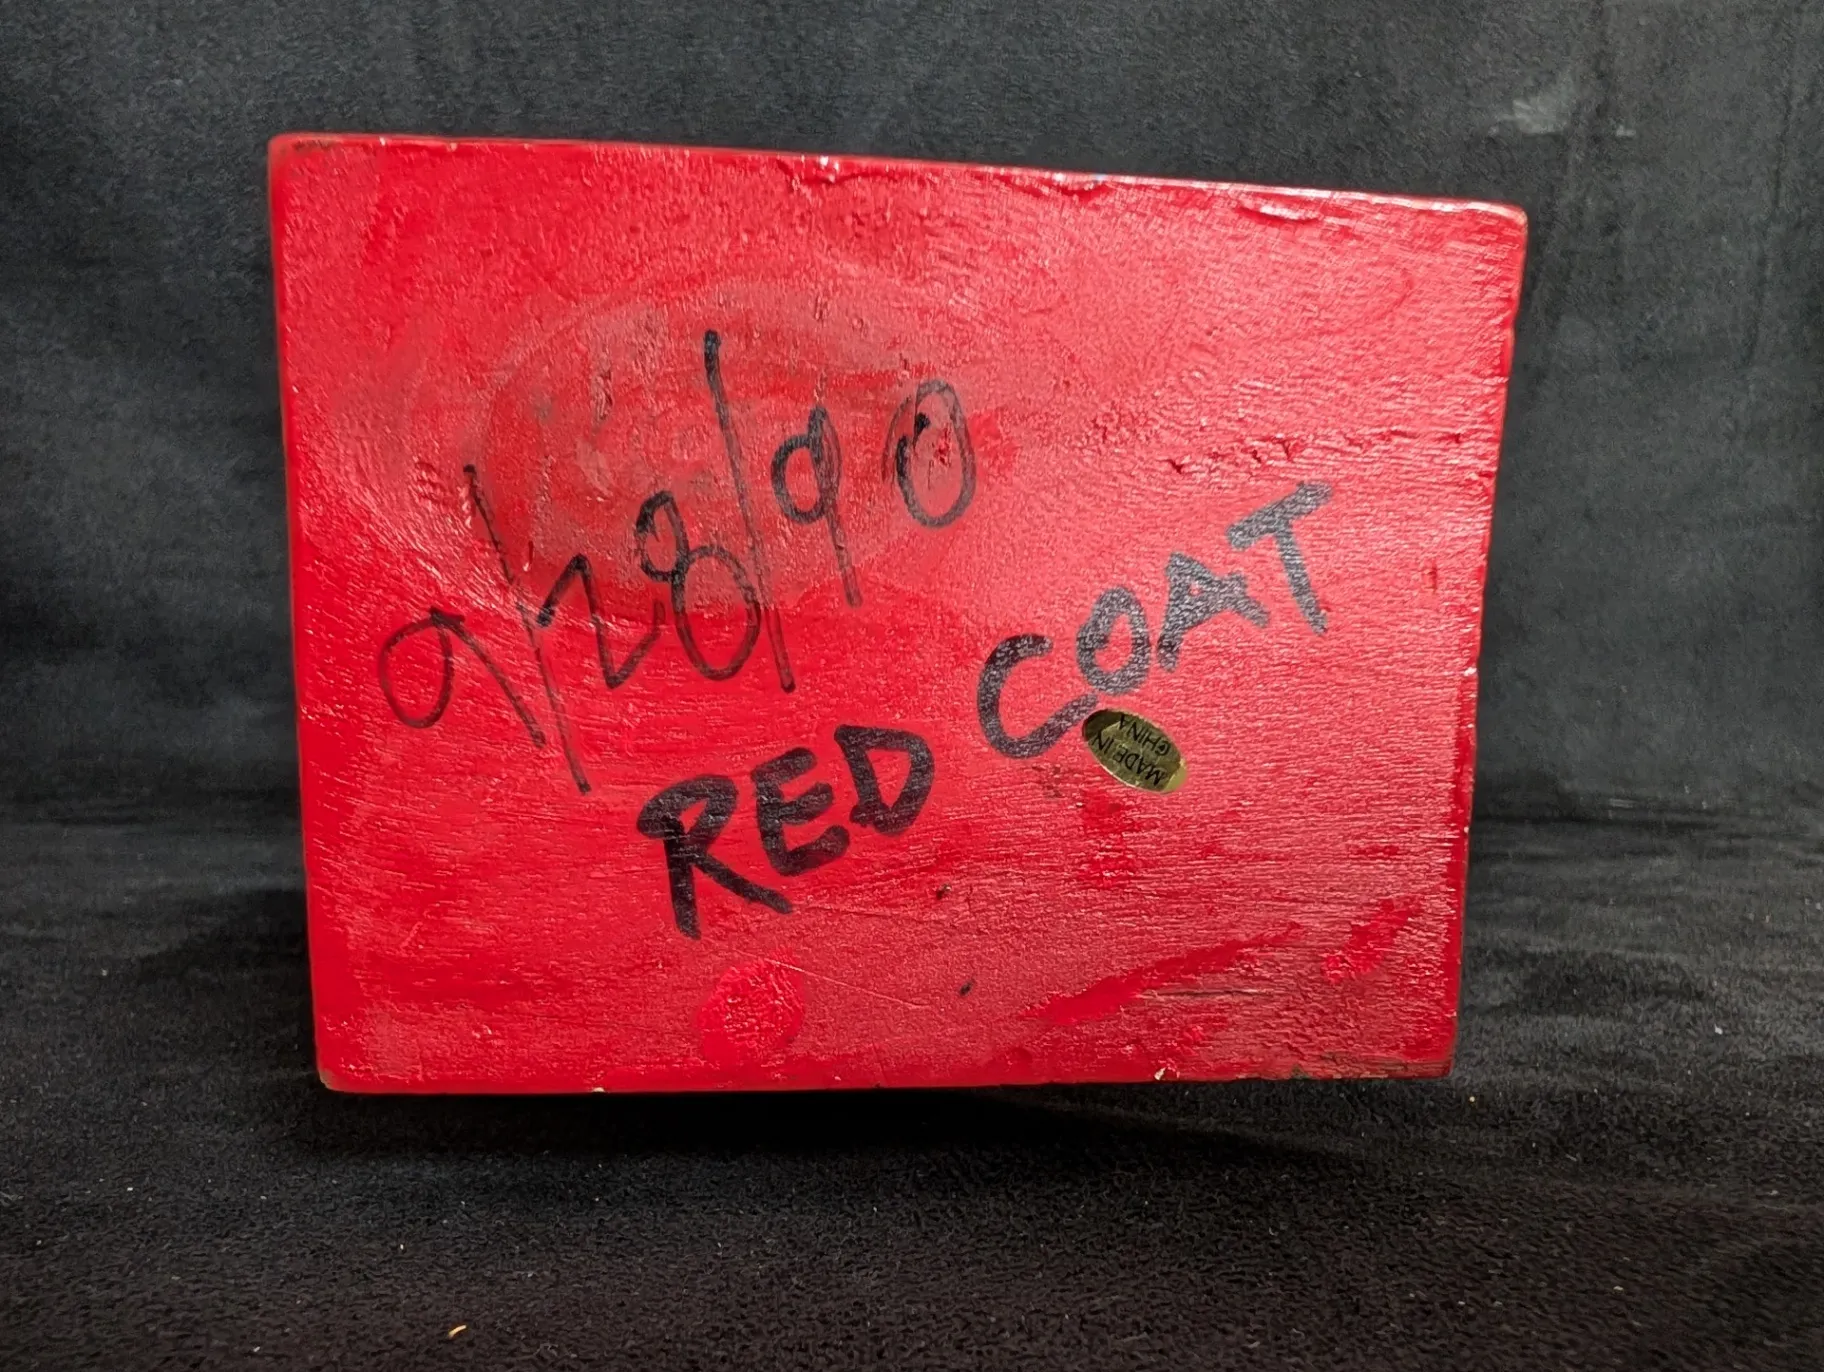 9/28/90
RED COAT
MADE IN
CHINA